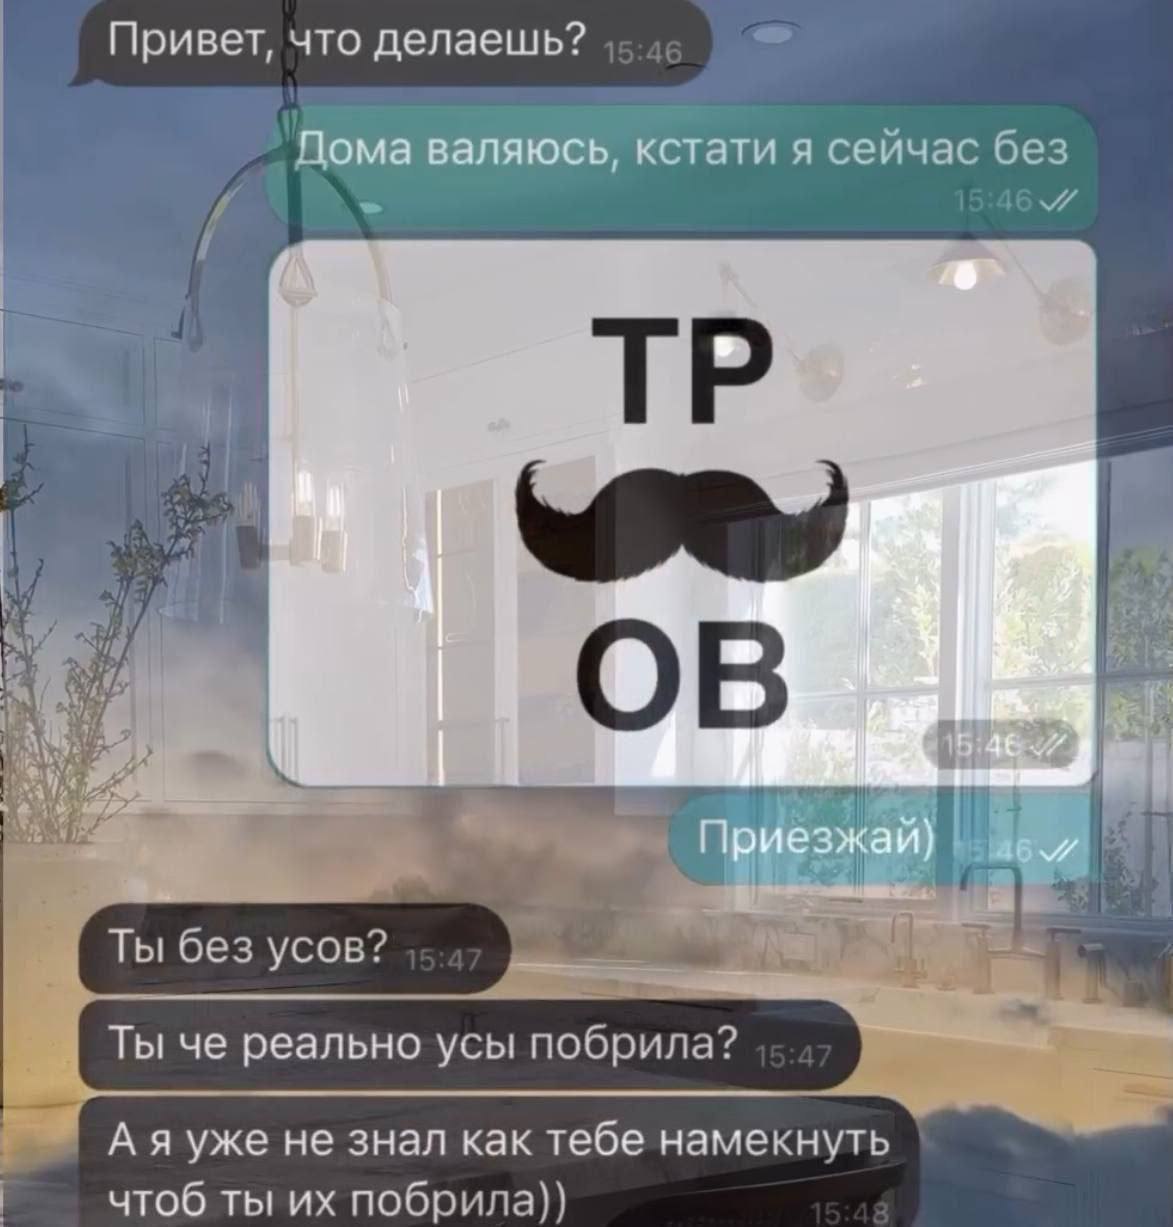 Привет, что делаешь? 15:46
Дома валяюсь, кстати я сейчас без
15:46
ТР
ОВ
15:46
Приезжай) 15:46
Ты без усов? 15:47
Ты че реально усы побрила? 15:47
А я уже не знал как тебе намекнуть
чтоб ты их побрила)) 15:48